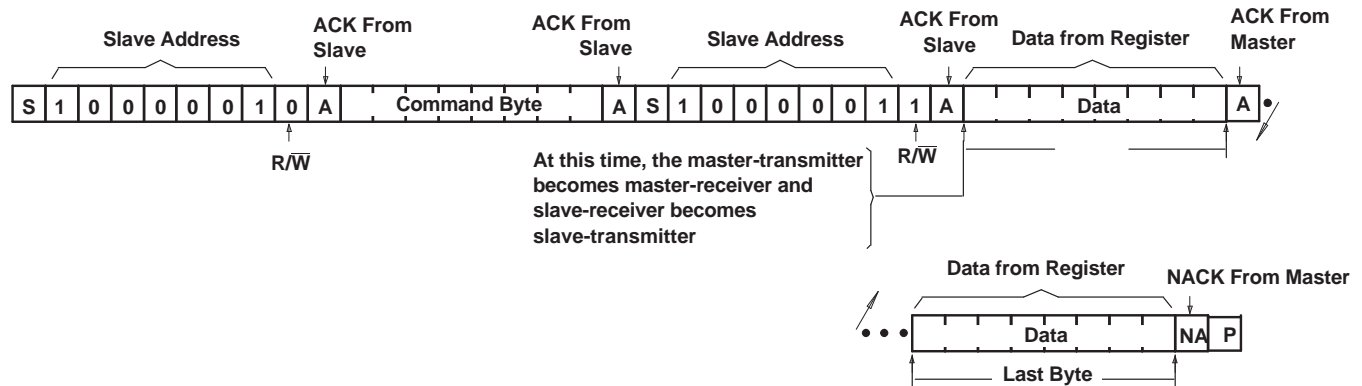 Slave Address
ACK From
Slave
ACK From
Slave
Slave Address
ACK From
Slave
Data from Register
ACK From
Master
S 1 0 0 0 0 0 1 0 A Command Byte A S 1 0 0 0 0 0 1 1 A Data A
R/W̅
R/W̅
At this time, the master-transmitter
becomes master-receiver and
slave-receiver becomes
slave-transmitter
Data from Register
NACK From Master
Data NA P
Last Byte